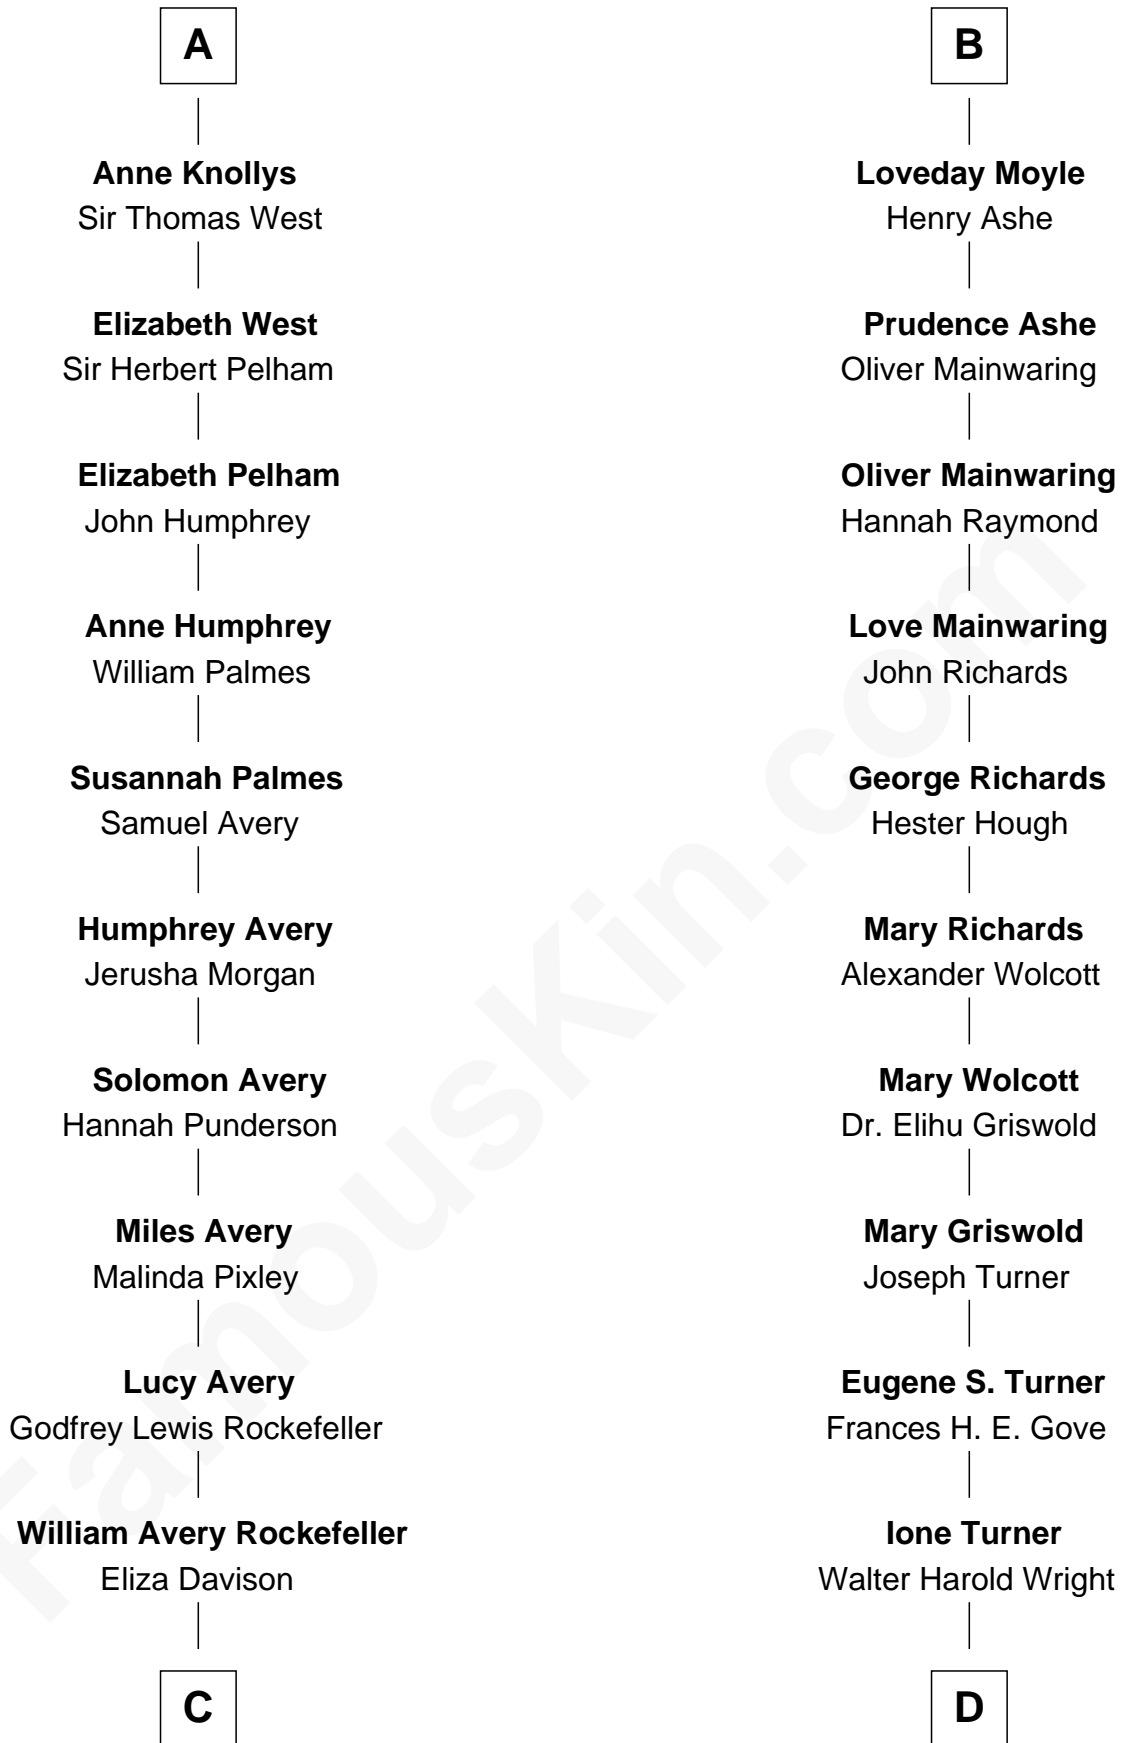 A
Anne Knollys
Sir Thomas West
Elizabeth West
Sir Herbert Pelham
Elizabeth Pelham
John Humphrey
Anne Humphrey
William Palmes
Susannah Palmes
Samuel Avery
Humphrey Avery
Jerusha Morgan
Solomon Avery
Hannah Punderson
Miles Avery
Malinda Pixley
Lucy Avery
Godfrey Lewis Rockefeller
William Avery Rockefeller
Eliza Davison
C
B
Loveday Moyle
Henry Ashe
Prudence Ashe
Oliver Mainwaring
Oliver Mainwaring
Hannah Raymond
Love Mainwaring
John Richards
George Richards
Hester Hough
Mary Richards
Alexander Wolcott
Mary Wolcott
Dr. Elihu Griswold
Mary Griswold
Joseph Turner
Eugene S. Turner
Frances H. E. Gove
Ione Turner
Walter Harold Wright
D
FamousKin.com